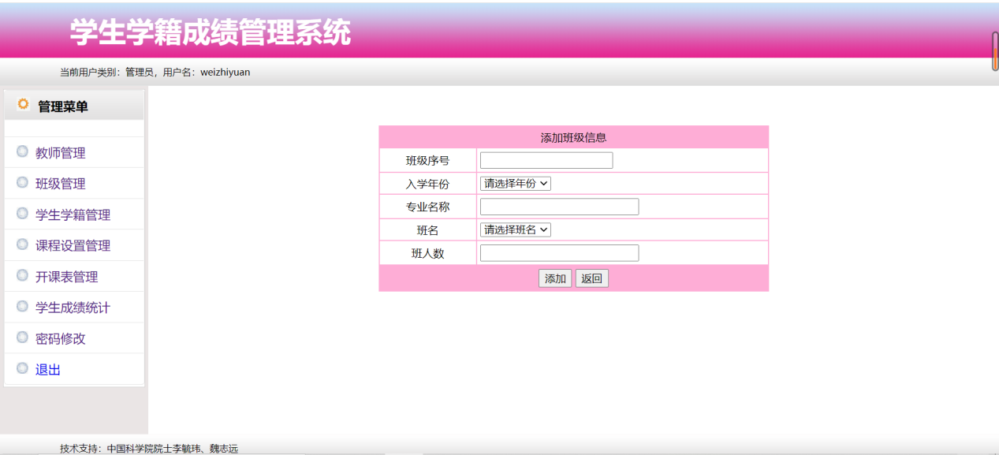 学生学籍成绩管理系统
当前用户类别：管理员，用户名：weizhiyuan
管理菜单
教师管理
班级管理
学生学籍管理
课程设置管理
开课表管理
学生成绩统计
密码修改
退出
添加班级信息
班级序号
入学年份 请选择年份
专业名称
班名 请选择班名
班人数
添加 返回
技术支持：中国科学院院士李毓玮、魏志远